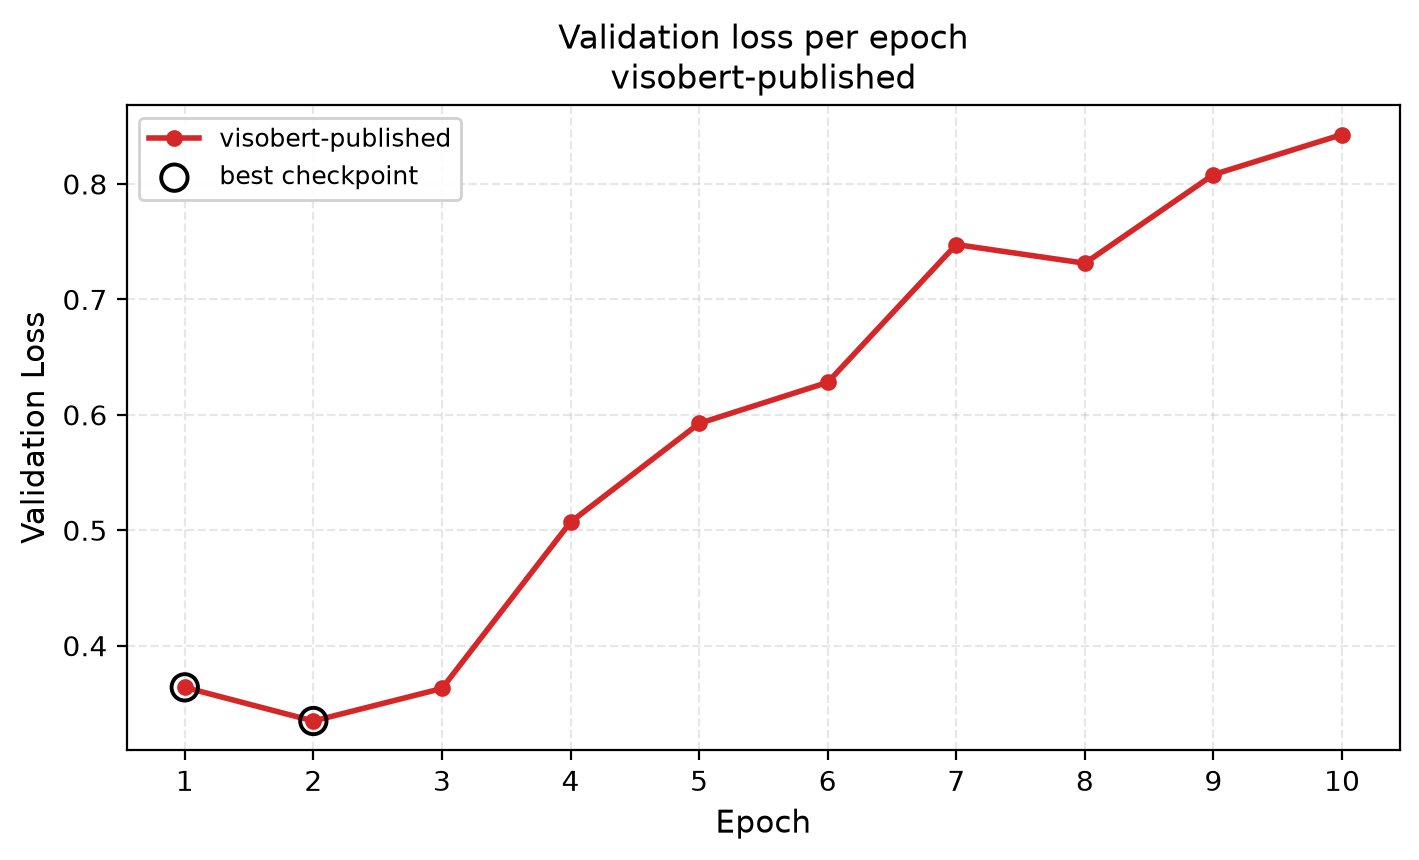 Validation loss per epoch
visobert-published
visobert-published
best checkpoint
Validation Loss
0.8
0.7
0.6
0.5
0.4
1 2 3 4 5 6 7 8 9 10
Epoch